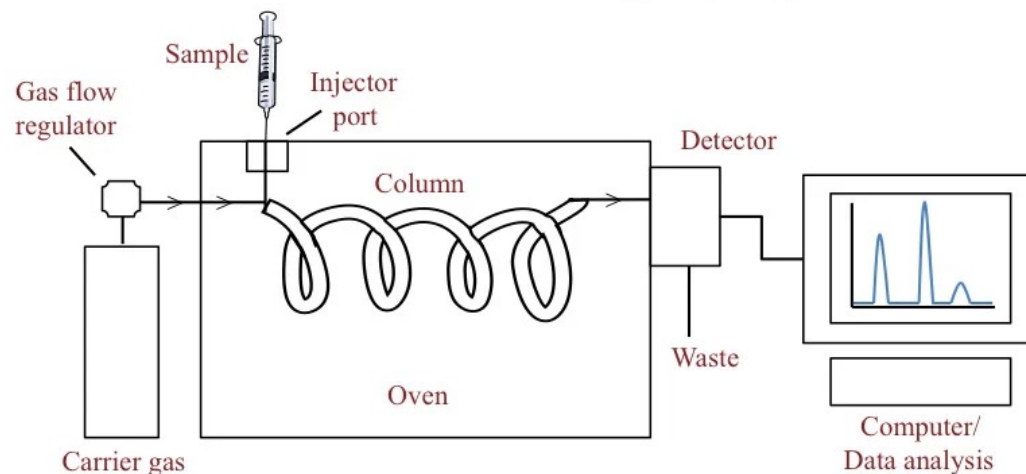 Sample
Gas flow
regulator
Injector
port
Detector
Column
Waste
Oven
Carrier gas
Computer/
Data analysis